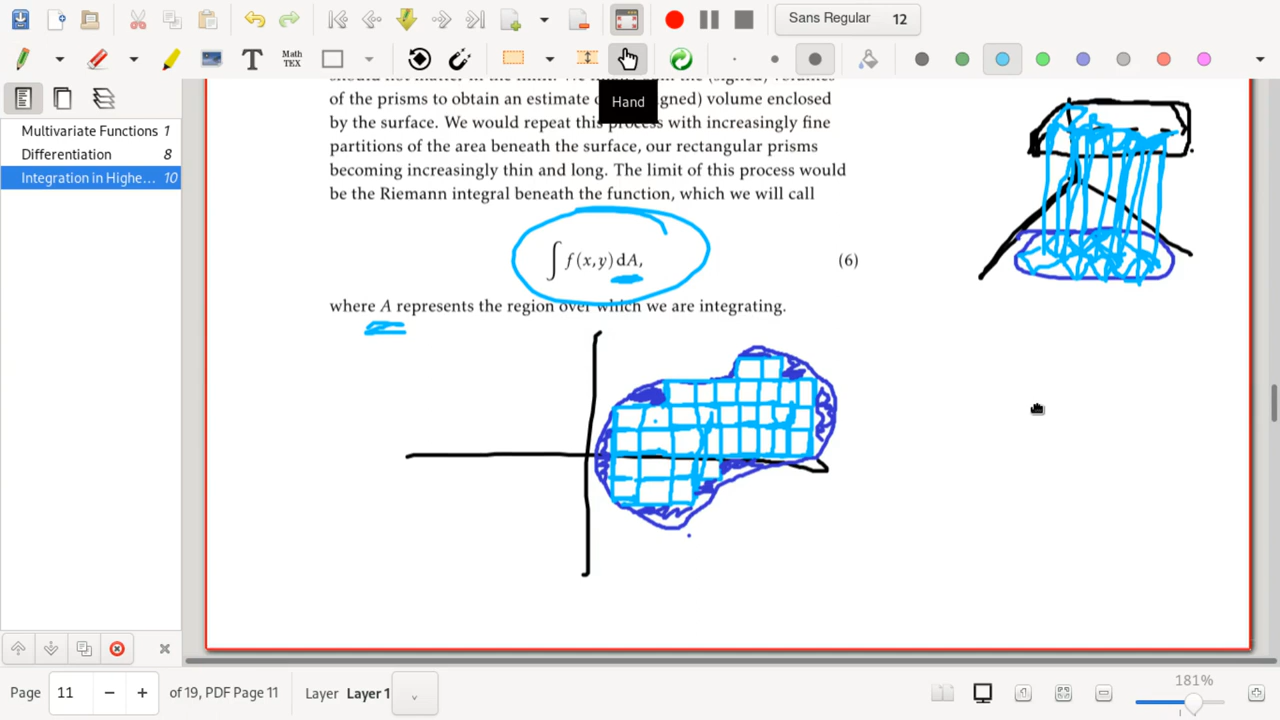 Sans Regular 12
Math
TEX
Hand
Multivariate Functions 1
Differentiation 8
Integration in Highe... 10
of the prisms to obtain an estimate
volume enclosed
by the surface. We would repeat this process with increasingly fine
partitions of the area beneath the surface, our rectangular prisms
becoming increasingly thin and long. The limit of this process would
be the Riemann integral beneath the function, which we will call
∫ f(x,y) dA, (6)
where A represents the region over which we are integrating.
Page 11 of 19, PDF Page 11 Layer Layer 1
181%